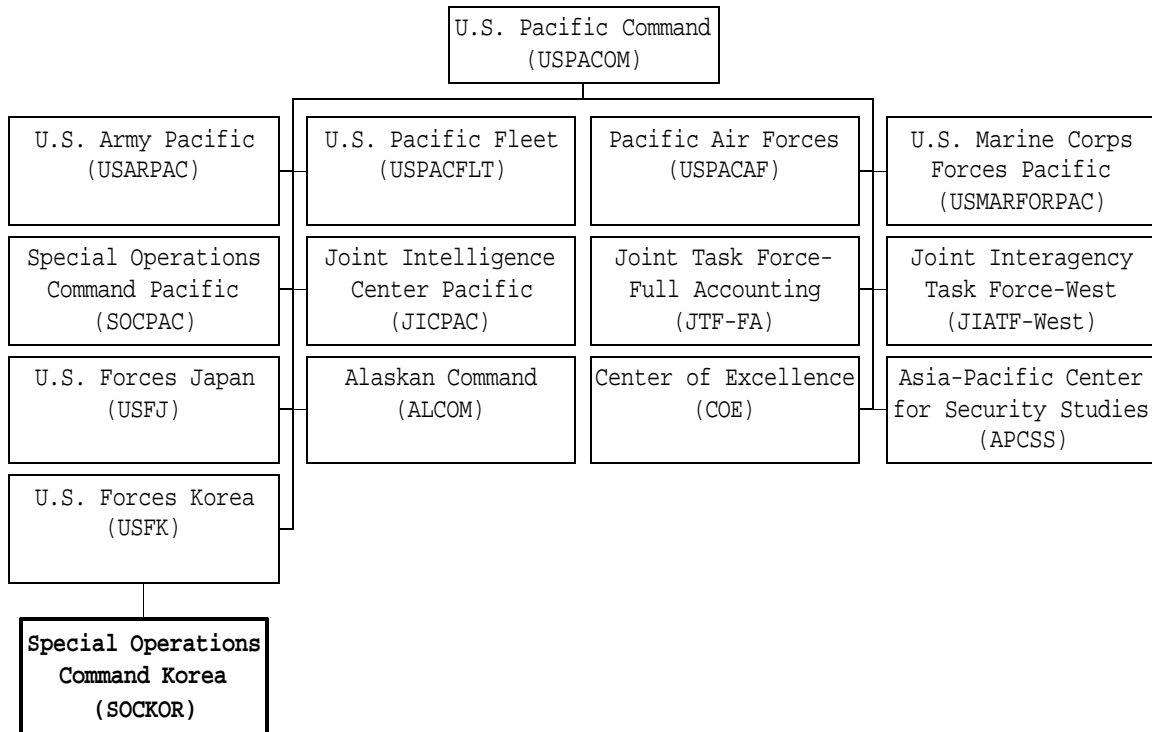 U.S. Pacific Command
(USPACOM)
U.S. Army Pacific
(USARPAC)
U.S. Pacific Fleet
(USPACFLT)
Pacific Air Forces
(USPACAF)
U.S. Marine Corps
Forces Pacific
(USMARFORPAC)
Special Operations
Command Pacific
(SOCPAC)
Joint Intelligence
Center Pacific
(JICPAC)
Joint Task Force-
Full Accounting
(JTF-FA)
Joint Interagency
Task Force-West
(JIATF-West)
U.S. Forces Japan
(USFJ)
Alaskan Command
(ALCOM)
Center of Excellence
(COE)
Asia-Pacific Center
for Security Studies
(APCSS)
U.S. Forces Korea
(USFK)
Special Operations
Command Korea
(SOCKOR)